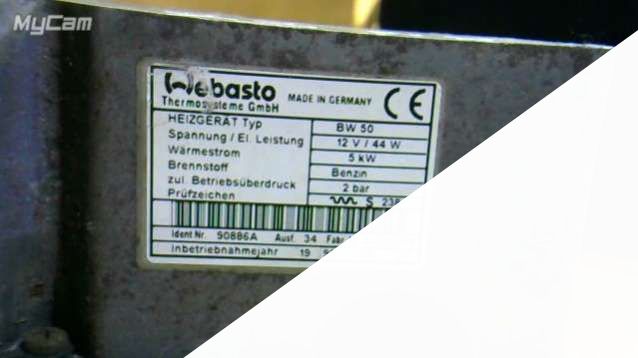 MyCam
Webasto
Thermosysteme GmbH
MADE IN GERMANY CE
HEIZGERÄT Typ BW 50
Spannung / El. Leistung 12 V / 44 W
Wärmestrom 5 kW
Brennstoff Benzin
zul. Betriebsüberdruck 2 bar
Prüfzeichen S
Ident Nr. 90886A Ausf. 34
Inbetriebnahmejahr 19